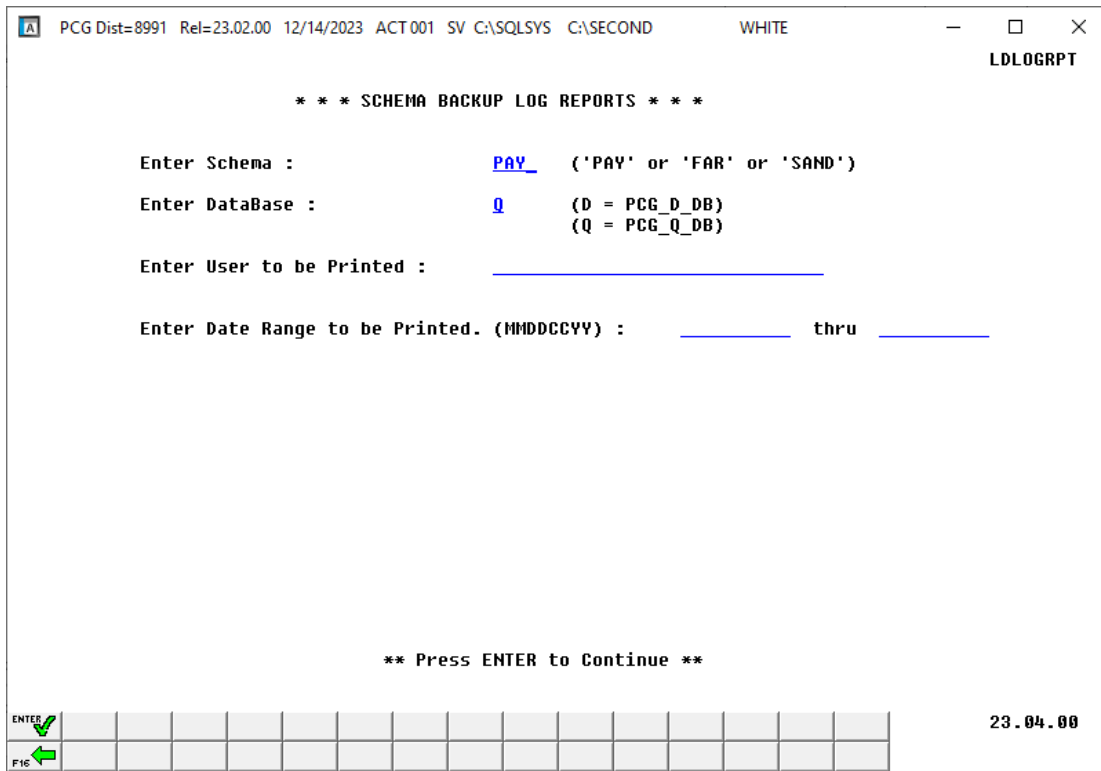 PCG Dist=8991 Rel=23.02.00 12/14/2023 ACT 001 SV C:\SQLSYS C:\SECOND WHITE
LDLOGRPT
* * * SCHEMA BACKUP LOG REPORTS * * *
Enter Schema : PAY_ ('PAY' or 'FAR' or 'SAND')
Enter DataBase : Q (D = PCG_D_DB)
(Q = PCG_Q_DB)
Enter User to be Printed :
Enter Date Range to be Printed. (MMDDCCYY) : thru
** Press ENTER to Continue **
ENTER
23.04.00
F16